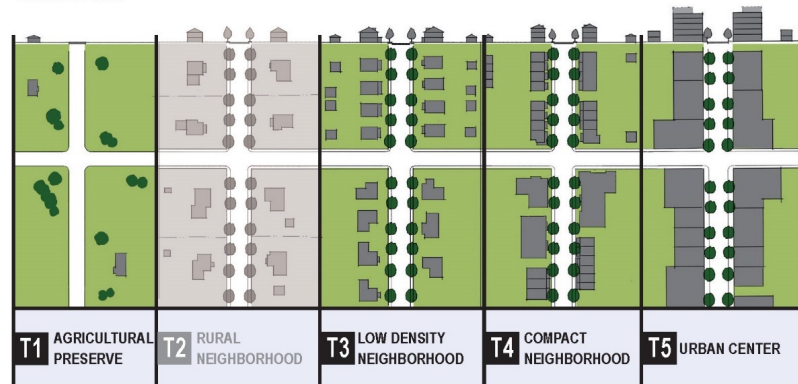 T1 AGRICULTURAL
PRESERVE
T2 RURAL
NEIGHBORHOOD
T3 LOW DENSITY
NEIGHBORHOOD
T4 COMPACT
NEIGHBORHOOD
T5 URBAN CENTER